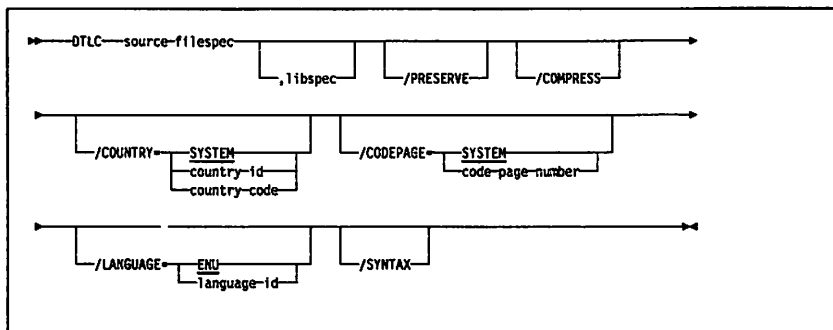 DTLC source-filespec
,libspec /PRESERVE /COMPRESS
/COUNTRY= SYSTEM /CODEPAGE= SYSTEM
country-id code-page-number
country-code
/LANGUAGE= ENU /SYNTAX
language-id